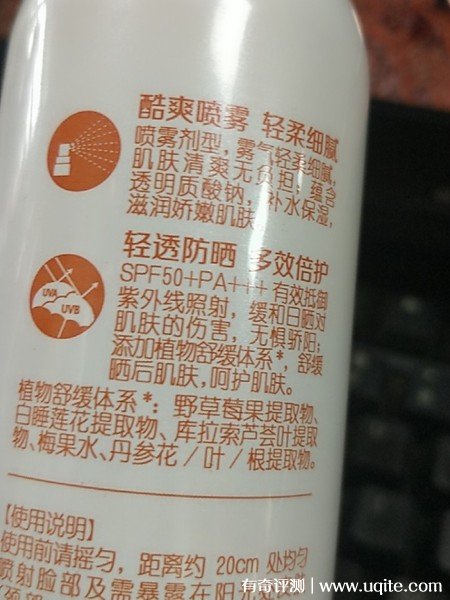 酷爽喷雾 轻柔细腻
喷雾剂型，雾气轻柔细腻，
肌肤清爽无负担；蕴含
透明质酸钠，补水保湿，
滋润娇嫩肌肤
轻透防晒 多效倍护
SPF50+PA+++有效抵御
紫外线照射，缓和日晒对
肌肤的伤害，无惧骄阳；
添加植物舒缓体系*，舒缓
晒后肌肤，呵护肌肤。
UVA
UVB
植物舒缓体系*：野草莓果提取物、
白睡莲花提取物、库拉索芦荟叶提取
物、梅果水、丹参花/叶/根提取物。
【使用说明】
使用前请摇匀，距离约 20cm 处均匀
喷射脸部及需暴露在阳
有奇评测 | www.uqite.com